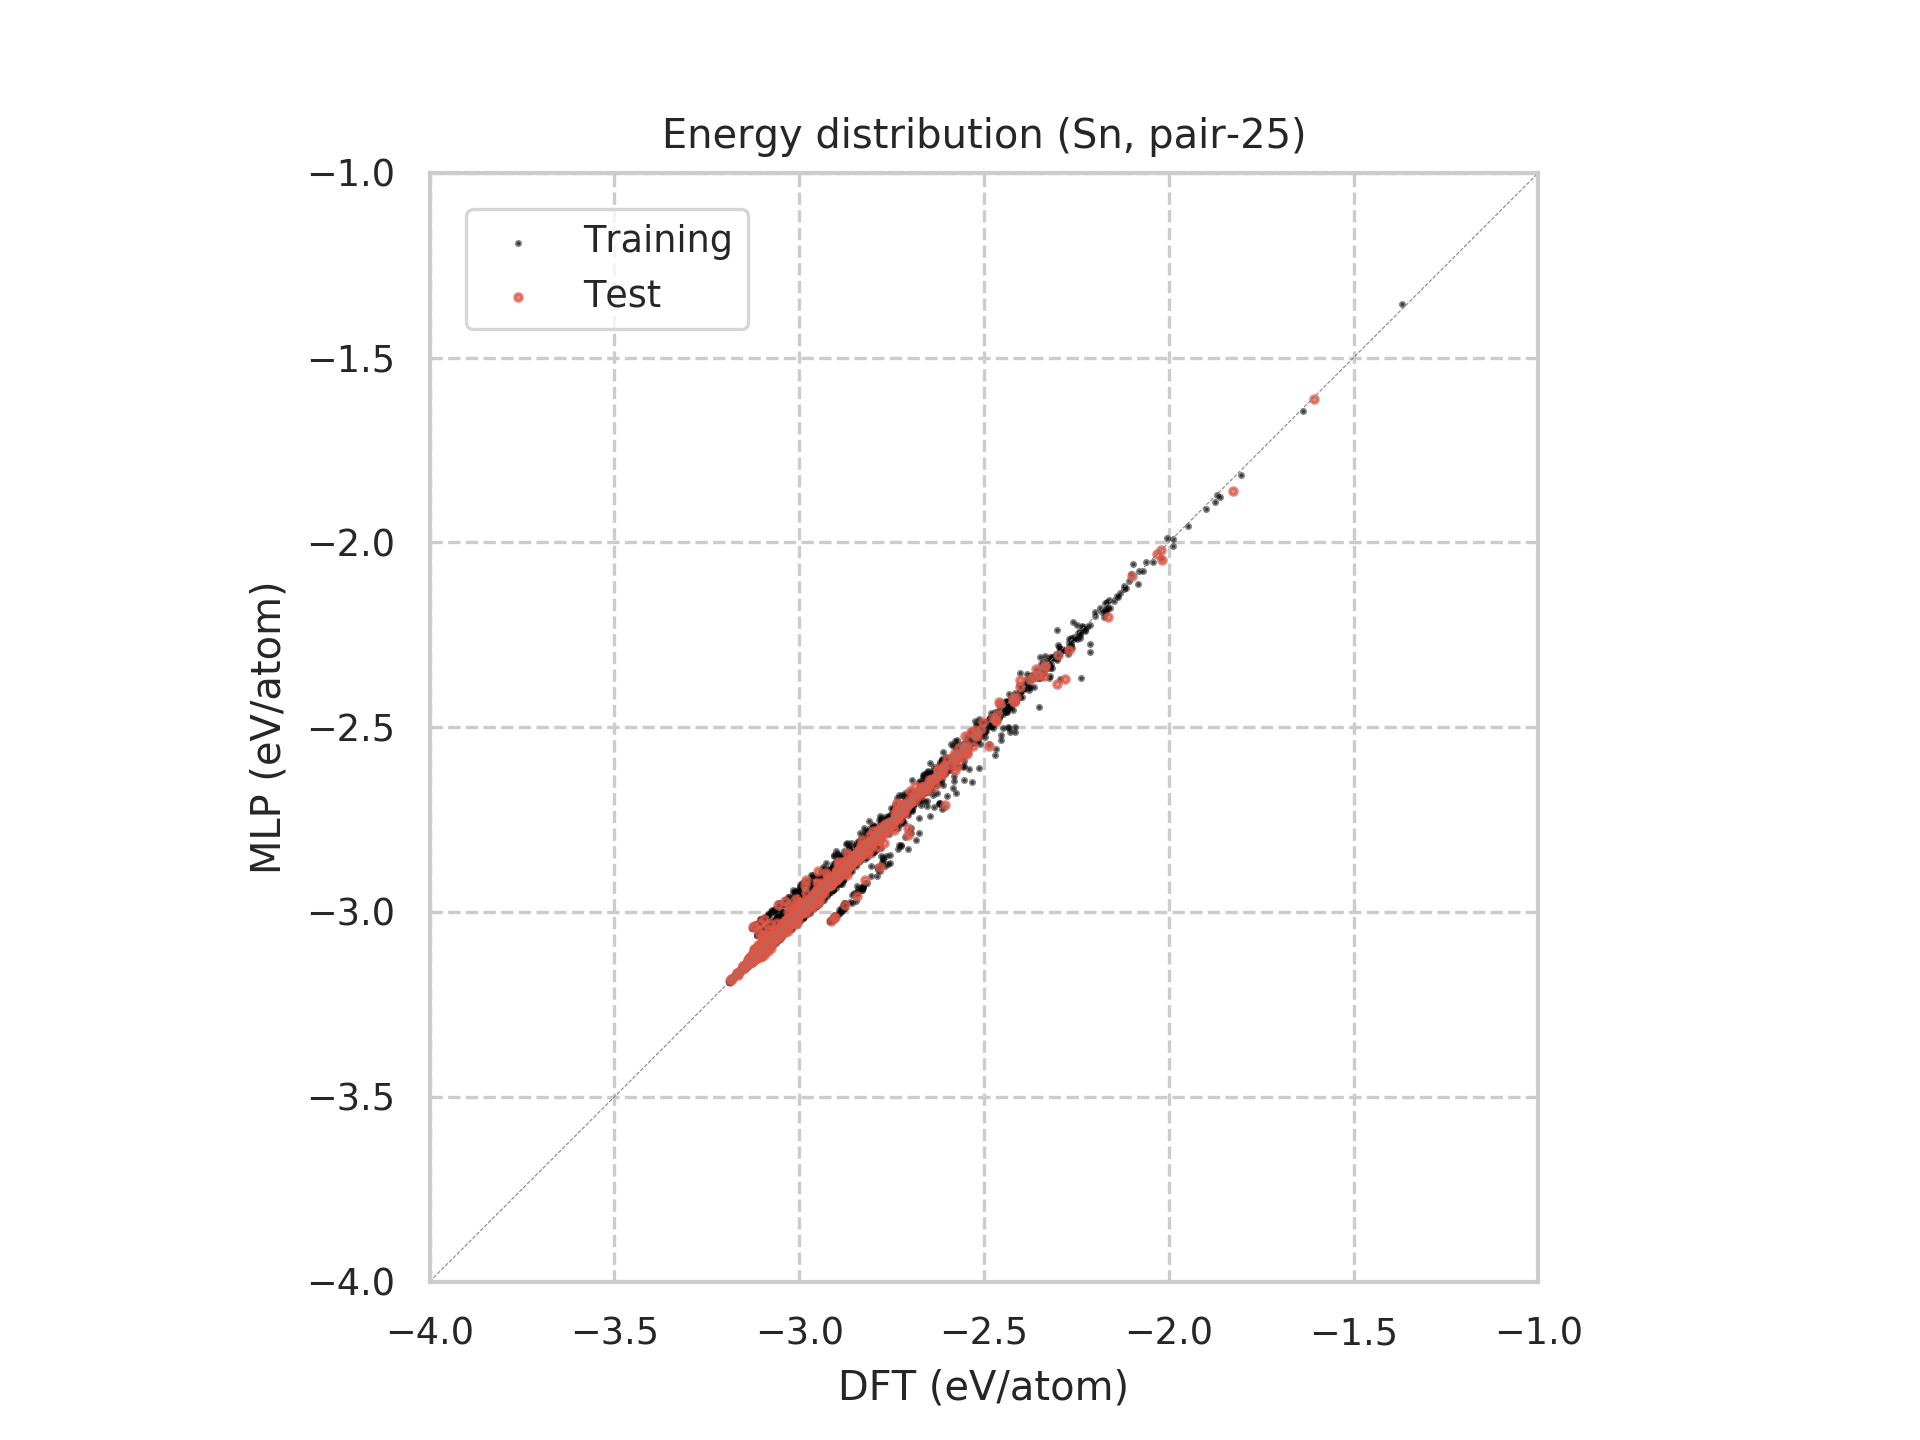 Energy distribution (Sn, pair-25)
Training
Test
MLP (eV/atom)
−1.0
−1.5
−2.0
−2.5
−3.0
−3.5
−4.0
−4.0 −3.5 −3.0 −2.5 −2.0 −1.5 −1.0
DFT (eV/atom)